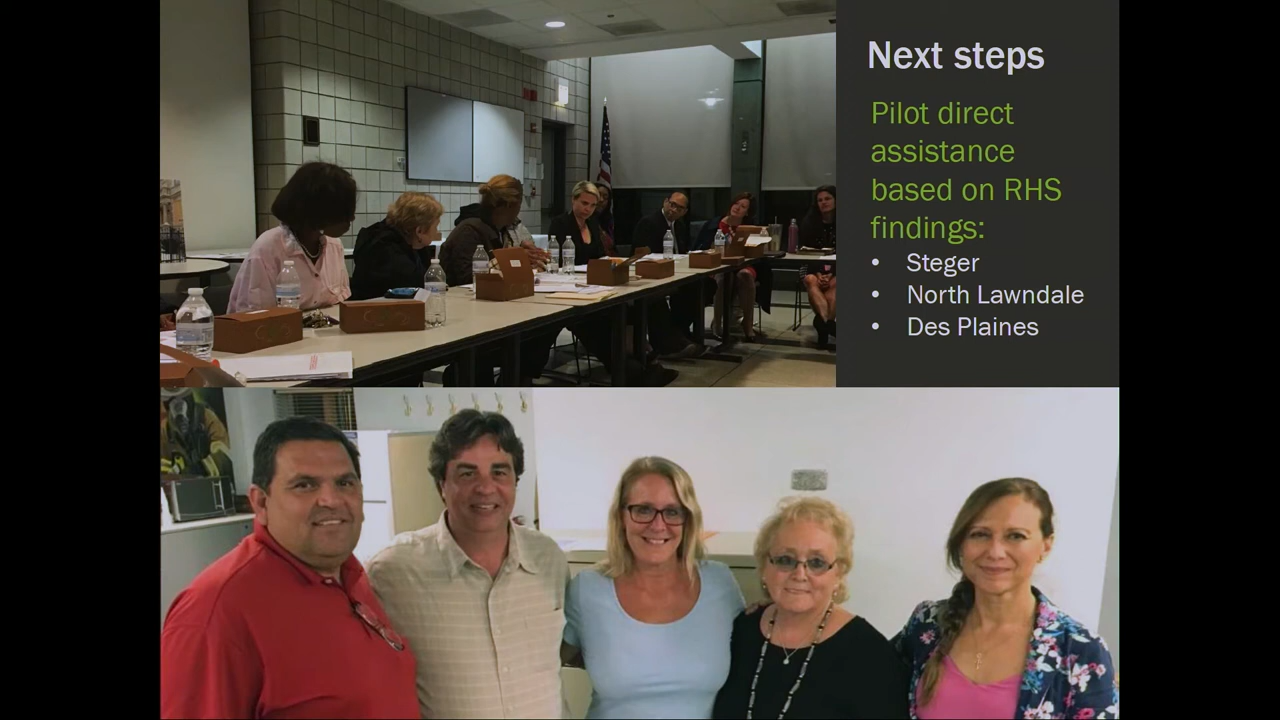 Next steps
Pilot direct
assistance
based on RHS
findings:
• Steger
• North Lawndale
• Des Plaines